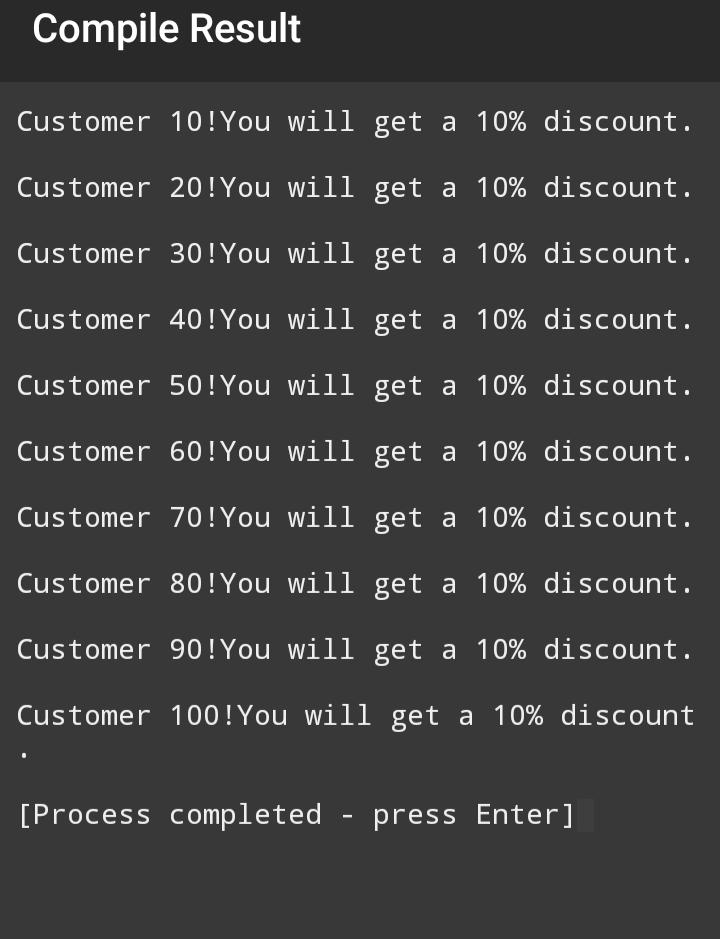 Compile Result
Customer 10!You will get a 10% discount.
Customer 20!You will get a 10% discount.
Customer 30!You will get a 10% discount.
Customer 40!You will get a 10% discount.
Customer 50!You will get a 10% discount.
Customer 60!You will get a 10% discount.
Customer 70!You will get a 10% discount.
Customer 80!You will get a 10% discount.
Customer 90!You will get a 10% discount.
Customer 100!You will get a 10% discount
.
[Process completed - press Enter]